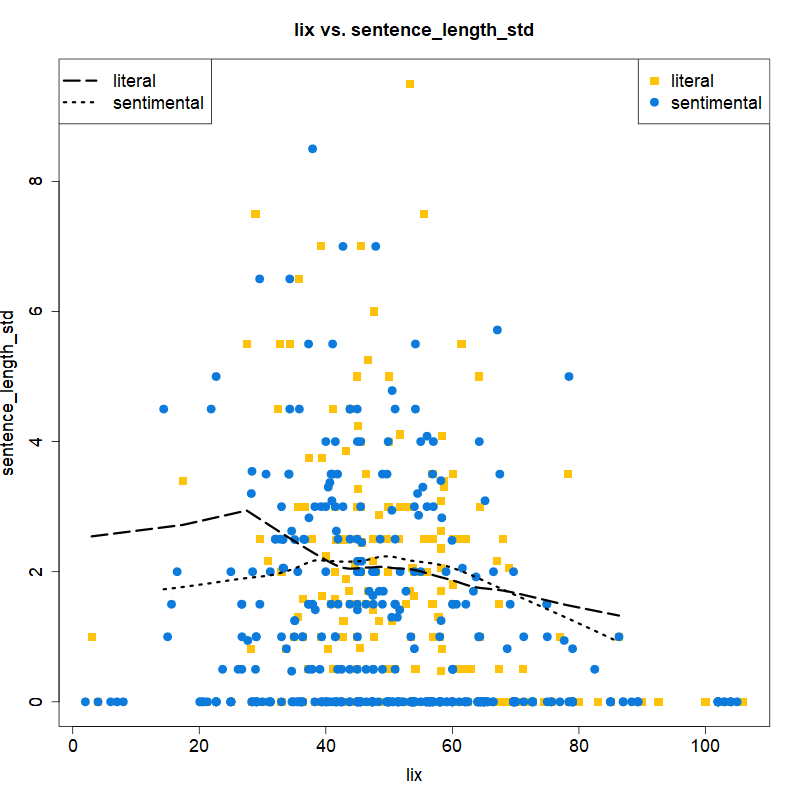 lix vs. sentence_length_std
literal
sentimental
literal
sentimental
sentence_length_std
8
6
4
2
0
0 20 40 60 80 100
lix